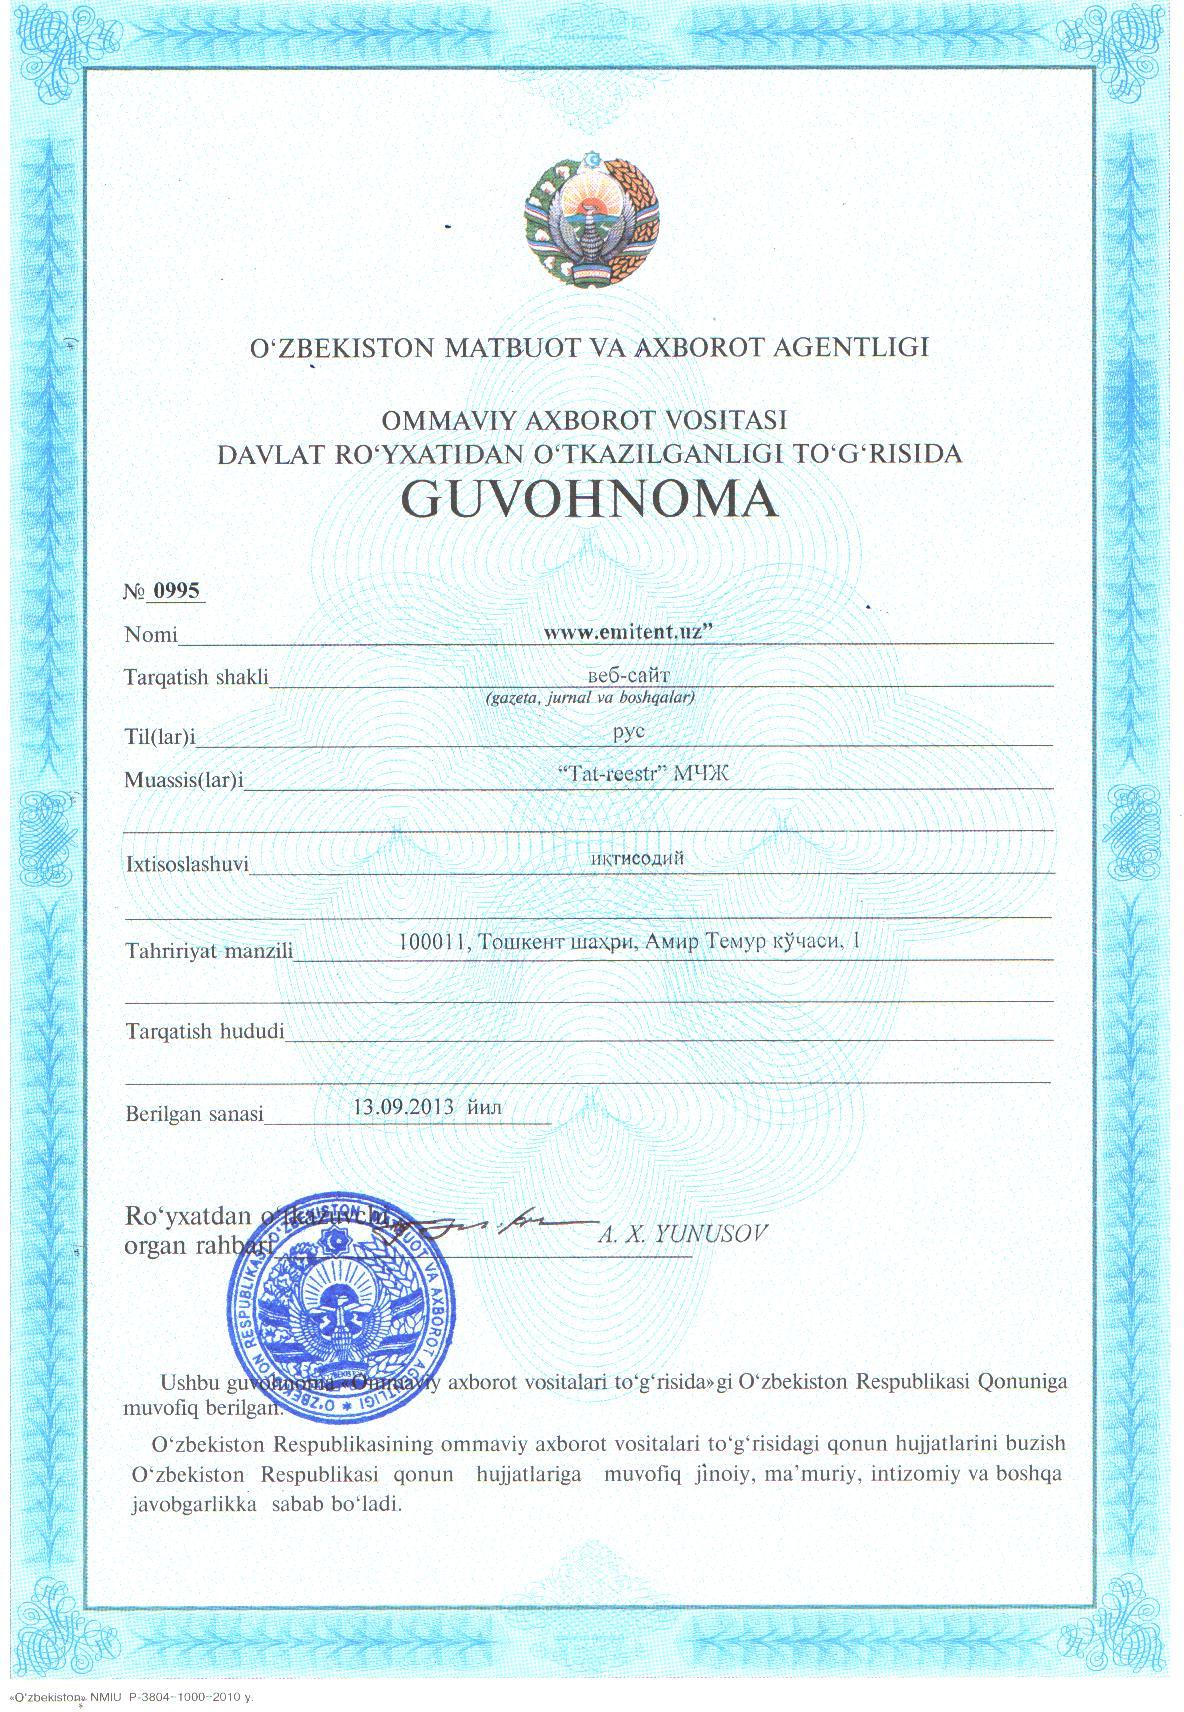 O‘ZBEKISTON MATBUOT VA AXBOROT AGENTLIGI
OMMAVIY AXBOROT VOSITASI
DAVLAT RO‘YXATIDAN O‘TKAZILGANLIGI TO‘G‘RISIDA
GUVOHNOMA
№ 0995
Nomi www.emitent.uz”
Tarqatish shakli веб-сайт
(gazeta, jurnal va boshqalar)
Til(lar)i рус
Muassis(lar)i “Tat-reestr” МЧЖ
Ixtisoslashuvi иқтисодий
Tahririyat manzili 100011, Тошкент шаҳри, Амир Темур кўчаси, 1
Tarqatish hududi
Berilgan sanasi 13.09.2013 йил
Ro‘yxatdan o‘tkazuvchi
organ rahbari A. X. YUNUSOV
O‘ZBEKISTON RESPUBLIKASI O‘ZBEKISTON MATBUOT VA AXBOROT AGENTLIGI
Ushbu guvohnoma «Ommaviy axborot vositalari to‘g‘risida»gi O‘zbekiston Respublikasi Qonuniga
muvofiq berilgan.
O‘zbekiston Respublikasining ommaviy axborot vositalari to‘g‘risidagi qonun hujjatlarini buzish
O‘zbekiston Respublikasi qonun hujjatlariga muvofiq jinoiy, ma’muriy, intizomiy va boshqa
javobgarlikka sabab bo‘ladi.
«O‘zbekiston» NMIU P-3804-1000-2010 y.